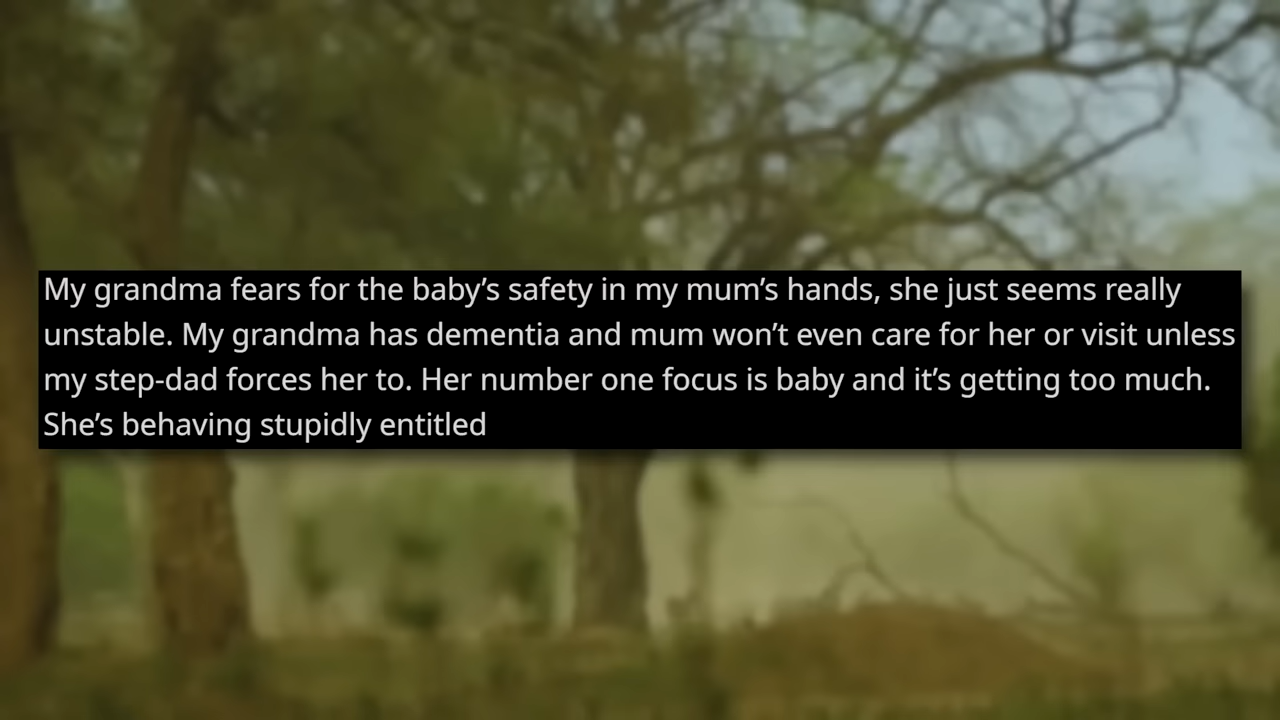 My grandma fears for the baby’s safety in my mum’s hands, she just seems really
unstable. My grandma has dementia and mum won’t even care for her or visit unless
my step-dad forces her to. Her number one focus is baby and it’s getting too much.
She’s behaving stupidly entitled